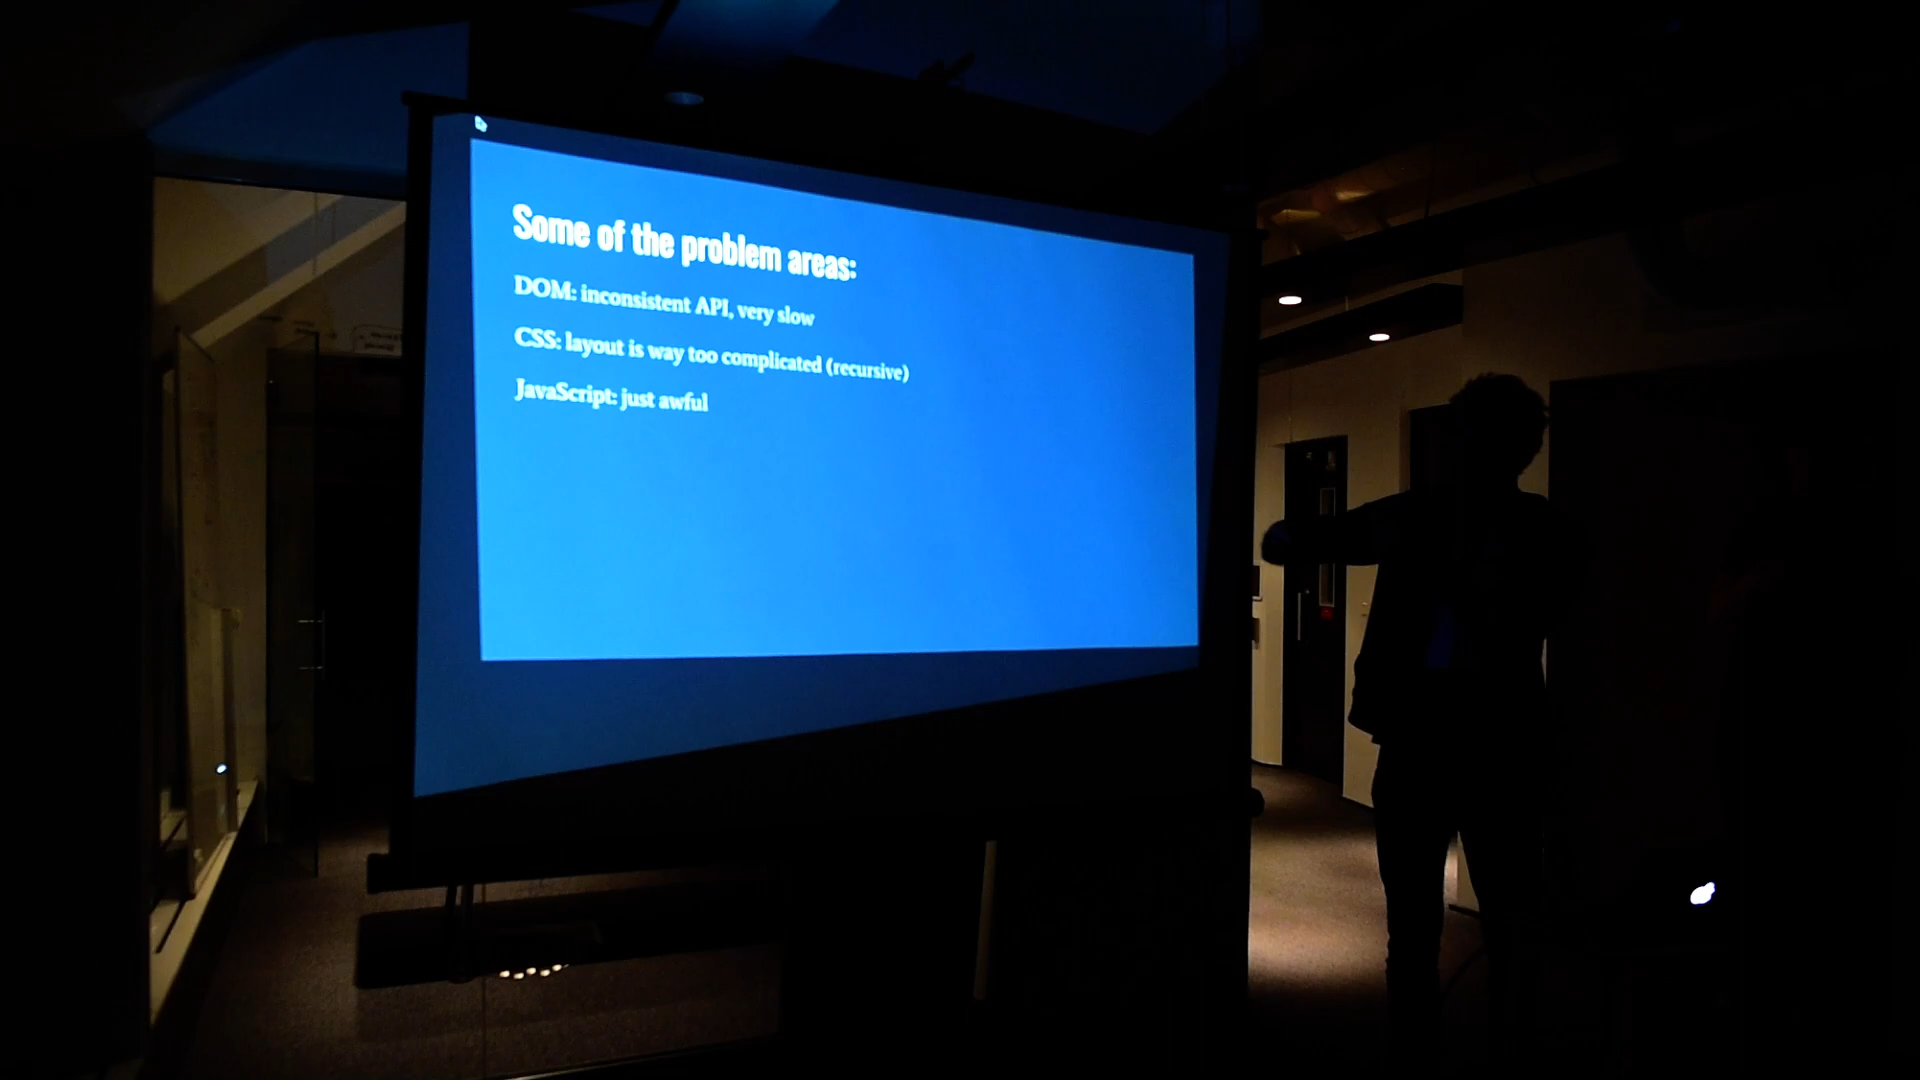 Some of the problem areas:
DOM: inconsistent API, very slow
CSS: layout is way too complicated (recursive)
JavaScript: just awful